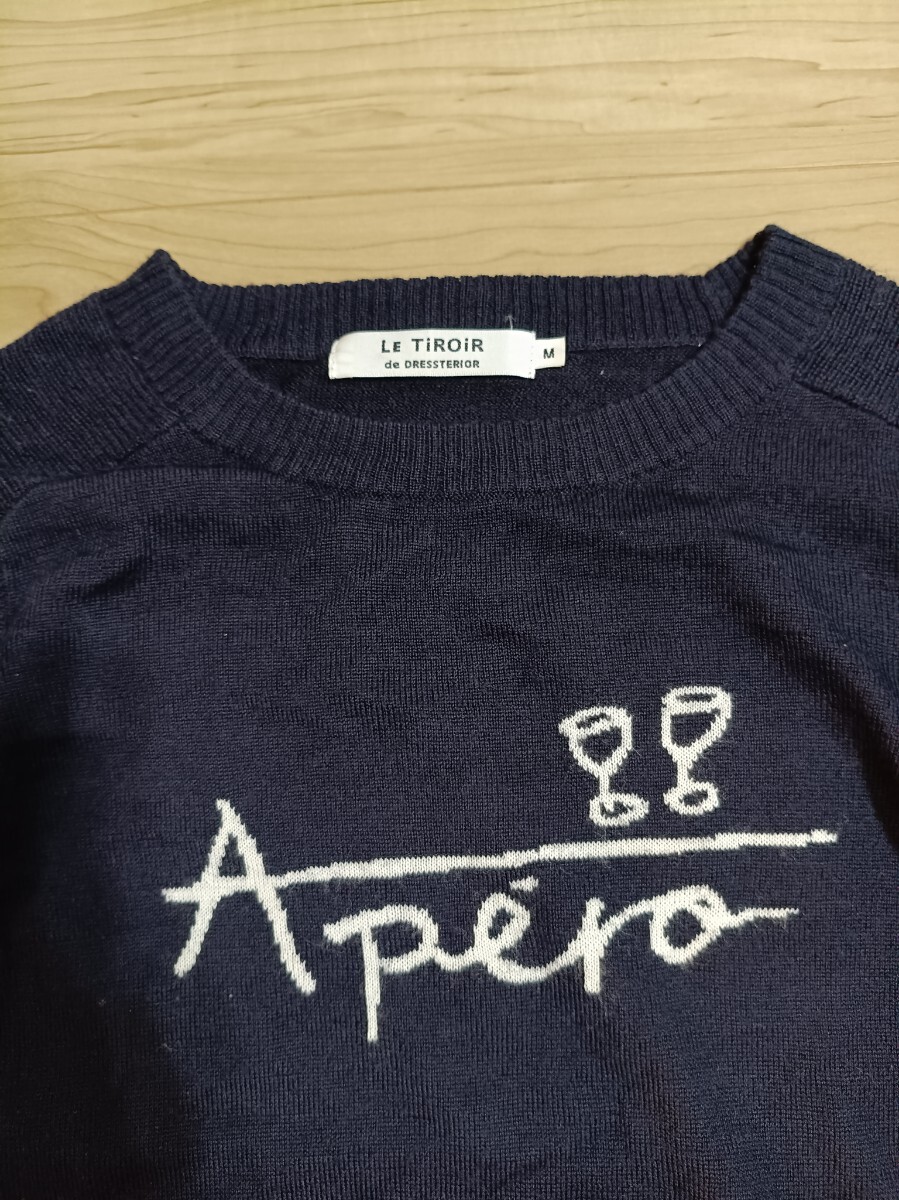 LE TiROiR
de DRESSTERIOR
M
Apéro